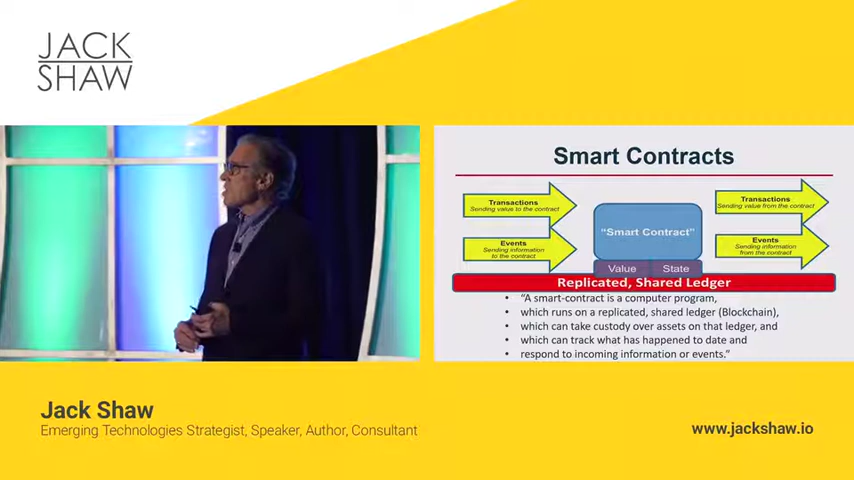 JACK
SHAW
Smart Contracts
Transactions
Sending value to the contract
Events
Sending information
to the contract
"Smart Contract"
Value
State
Transactions
Sending value from the contract
Events
Sending information
from the contract
Replicated, Shared Ledger
• "A smart-contract is a computer program,
• which runs on a replicated, shared ledger (Blockchain),
• which can take custody over assets on that ledger, and
• which can track what has happened to date and
• respond to incoming information or events."
Jack Shaw
Emerging Technologies Strategist, Speaker, Author, Consultant
www.jackshaw.io